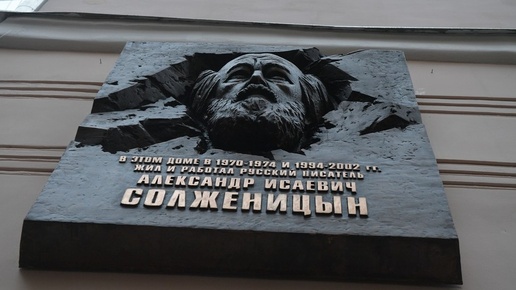 В ЭТОМ ДОМЕ В 1970-1974 И 1994-2002 ГГ.
ЖИЛ И РАБОТАЛ РУССКИЙ ПИСАТЕЛЬ
АЛЕКСАНДР ИСАЕВИЧ
СОЛЖЕНИЦЫН